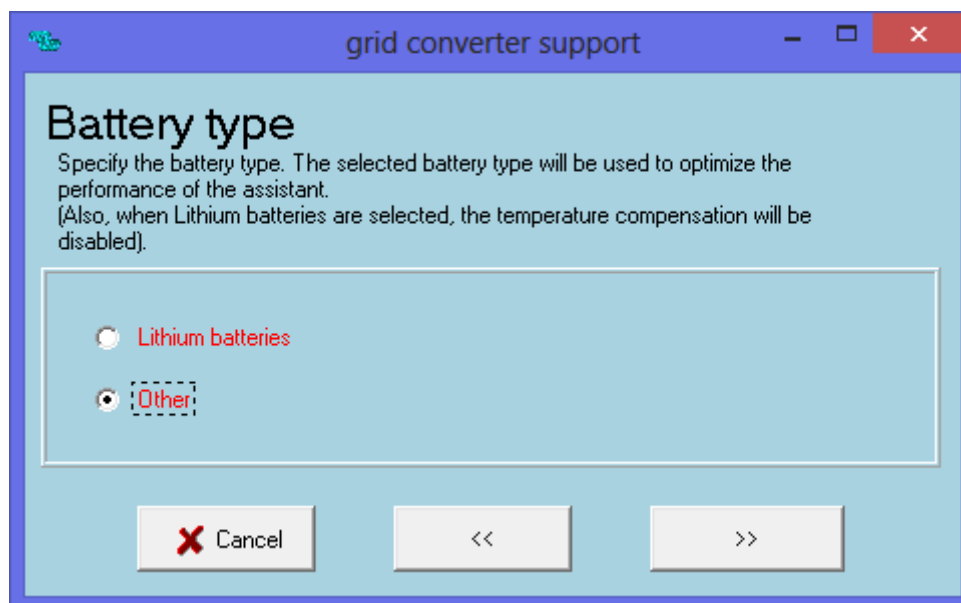 grid converter support
Battery type
Specify the battery type. The selected battery type will be used to optimize the
performance of the assistant.
(Also, when Lithium batteries are selected, the temperature compensation will be
disabled).
Lithium batteries
Other
Cancel
<<
>>